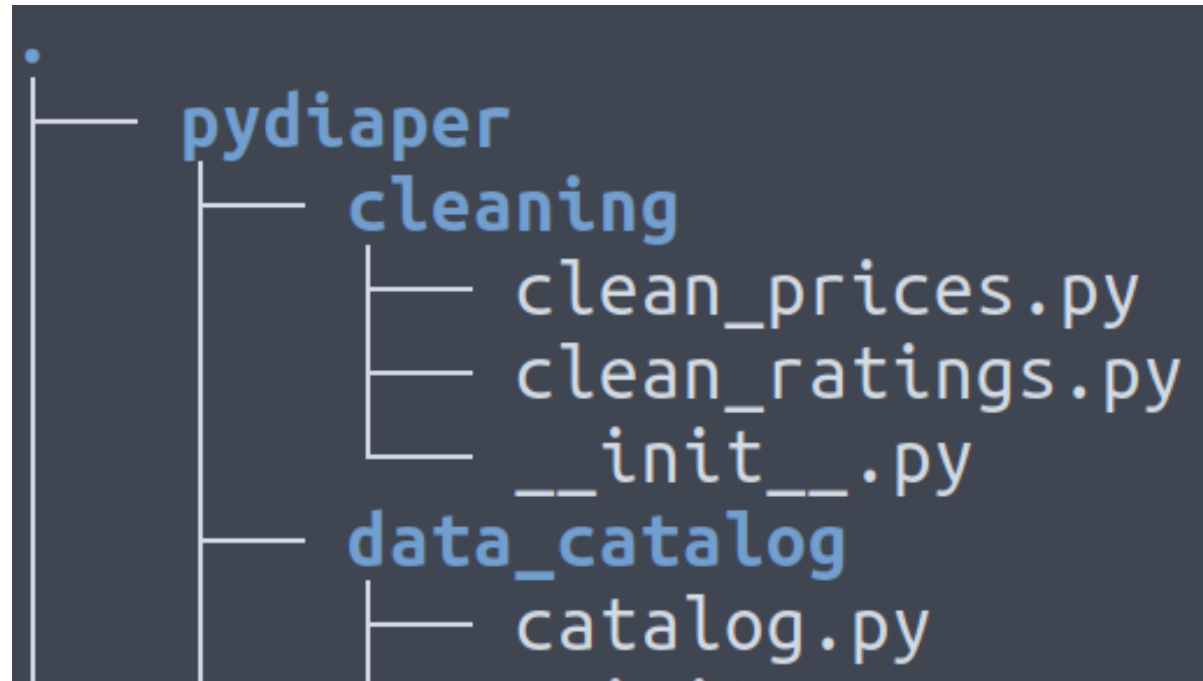 .
pydiaper
cleaning
clean_prices.py
clean_ratings.py
__init__.py
data_catalog
catalog.py